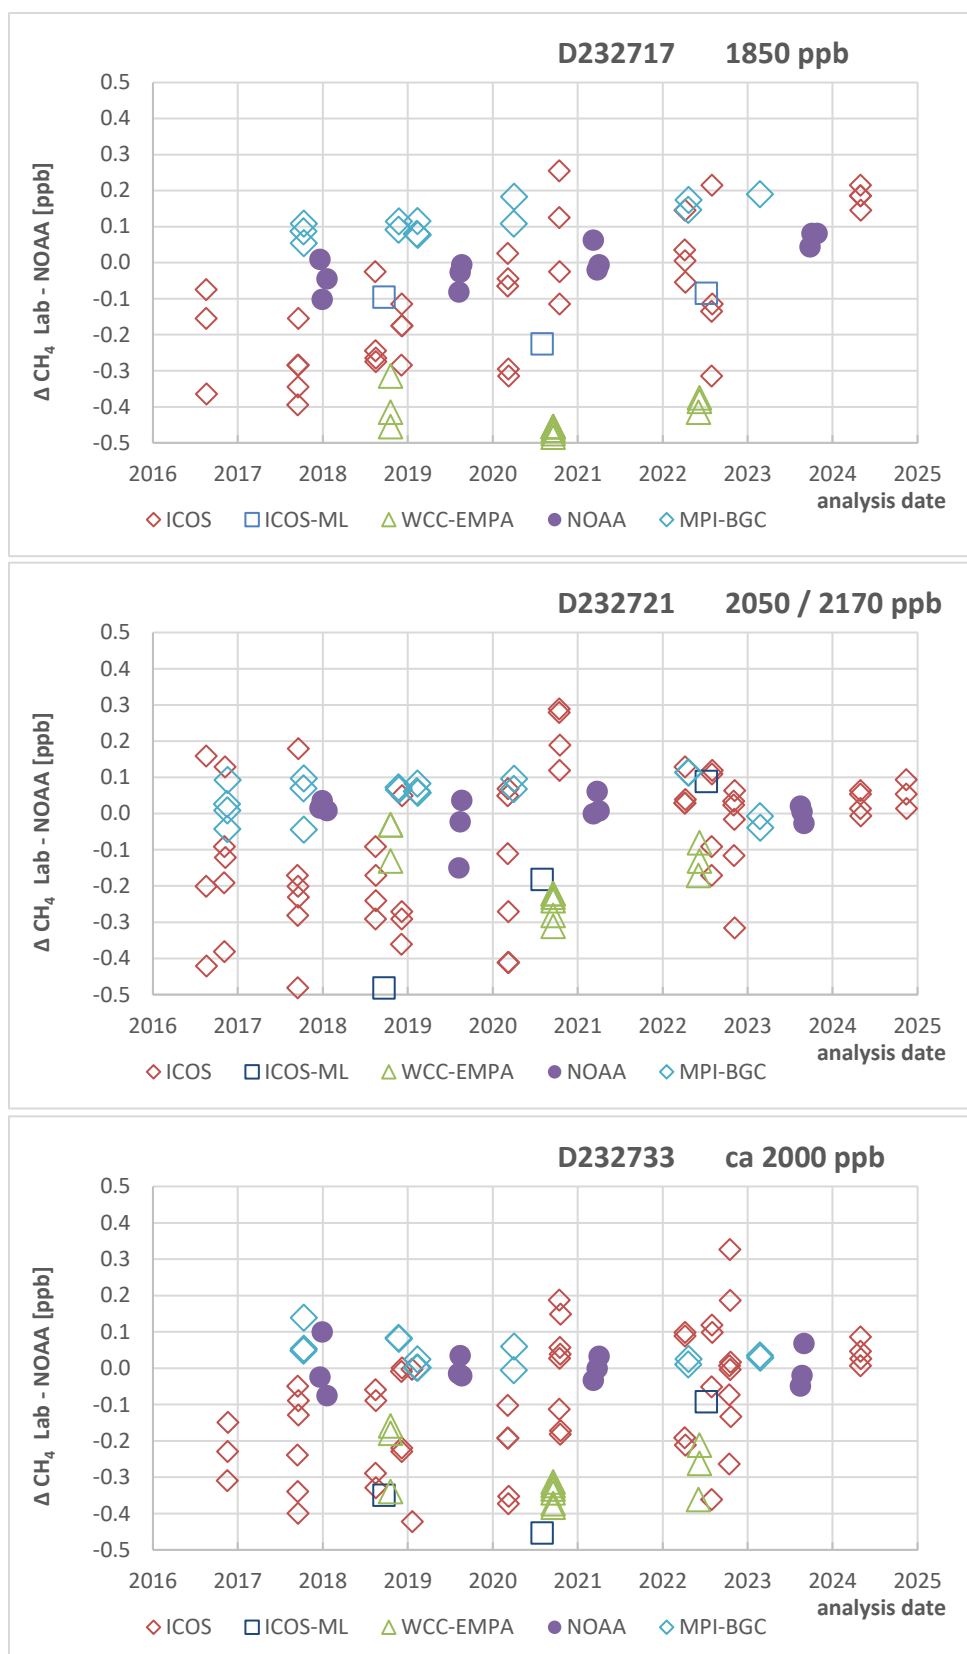 D232717 1850 ppb
Δ CH₄ Lab - NOAA [ppb]
0.5
0.4
0.3
0.2
0.1
0.0
-0.1
-0.2
-0.3
-0.4
-0.5
2016 2017 2018 2019 2020 2021 2022 2023 2024 2025
analysis date
ICOS ICOS-ML WCC-EMPA NOAA MPI-BGC
D232721 2050 / 2170 ppb
Δ CH₄ Lab - NOAA [ppb]
0.5
0.4
0.3
0.2
0.1
0.0
-0.1
-0.2
-0.3
-0.4
-0.5
2016 2017 2018 2019 2020 2021 2022 2023 2024 2025
analysis date
ICOS ICOS-ML WCC-EMPA NOAA MPI-BGC
D232733 ca 2000 ppb
Δ CH₄ Lab - NOAA [ppb]
0.5
0.4
0.3
0.2
0.1
0.0
-0.1
-0.2
-0.3
-0.4
-0.5
2016 2017 2018 2019 2020 2021 2022 2023 2024 2025
analysis date
ICOS ICOS-ML WCC-EMPA NOAA MPI-BGC